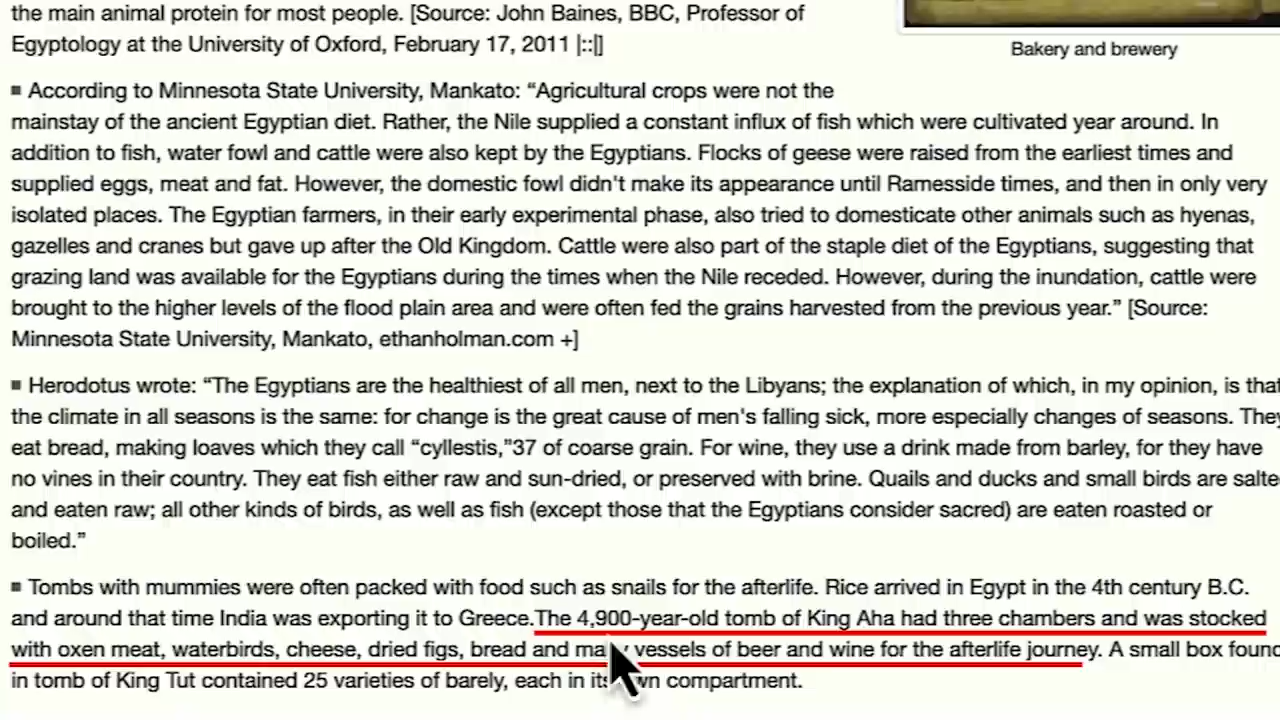 the main animal protein for most people. [Source: John Baines, BBC, Professor of
Egyptology at the University of Oxford, February 17, 2011 |::|]
Bakery and brewery
▪ According to Minnesota State University, Mankato: “Agricultural crops were not the
mainstay of the ancient Egyptian diet. Rather, the Nile supplied a constant influx of fish which were cultivated year around. In
addition to fish, water fowl and cattle were also kept by the Egyptians. Flocks of geese were raised from the earliest times and
supplied eggs, meat and fat. However, the domestic fowl didn't make its appearance until Ramesside times, and then in only very
isolated places. The Egyptian farmers, in their early experimental phase, also tried to domesticate other animals such as hyenas,
gazelles and cranes but gave up after the Old Kingdom. Cattle were also part of the staple diet of the Egyptians, suggesting that
grazing land was available for the Egyptians during the times when the Nile receded. However, during the inundation, cattle were
brought to the higher levels of the flood plain area and were often fed the grains harvested from the previous year.” [Source:
Minnesota State University, Mankato, ethanholman.com +]
▪ Herodotus wrote: “The Egyptians are the healthiest of all men, next to the Libyans; the explanation of which, in my opinion, is that
the climate in all seasons is the same: for change is the great cause of men's falling sick, more especially changes of seasons. They
eat bread, making loaves which they call “cyllestis,”37 of coarse grain. For wine, they use a drink made from barley, for they have
no vines in their country. They eat fish either raw and sun-dried, or preserved with brine. Quails and ducks and small birds are salte
and eaten raw; all other kinds of birds, as well as fish (except those that the Egyptians consider sacred) are eaten roasted or
boiled.”
▪ Tombs with mummies were often packed with food such as snails for the afterlife. Rice arrived in Egypt in the 4th century B.C.
and around that time India was exporting it to Greece.The 4,900-year-old tomb of King Aha had three chambers and was stocked
with oxen meat, waterbirds, cheese, dried figs, bread and many vessels of beer and wine for the afterlife journey. A small box found
in tomb of King Tut contained 25 varieties of barely, each in its own compartment.